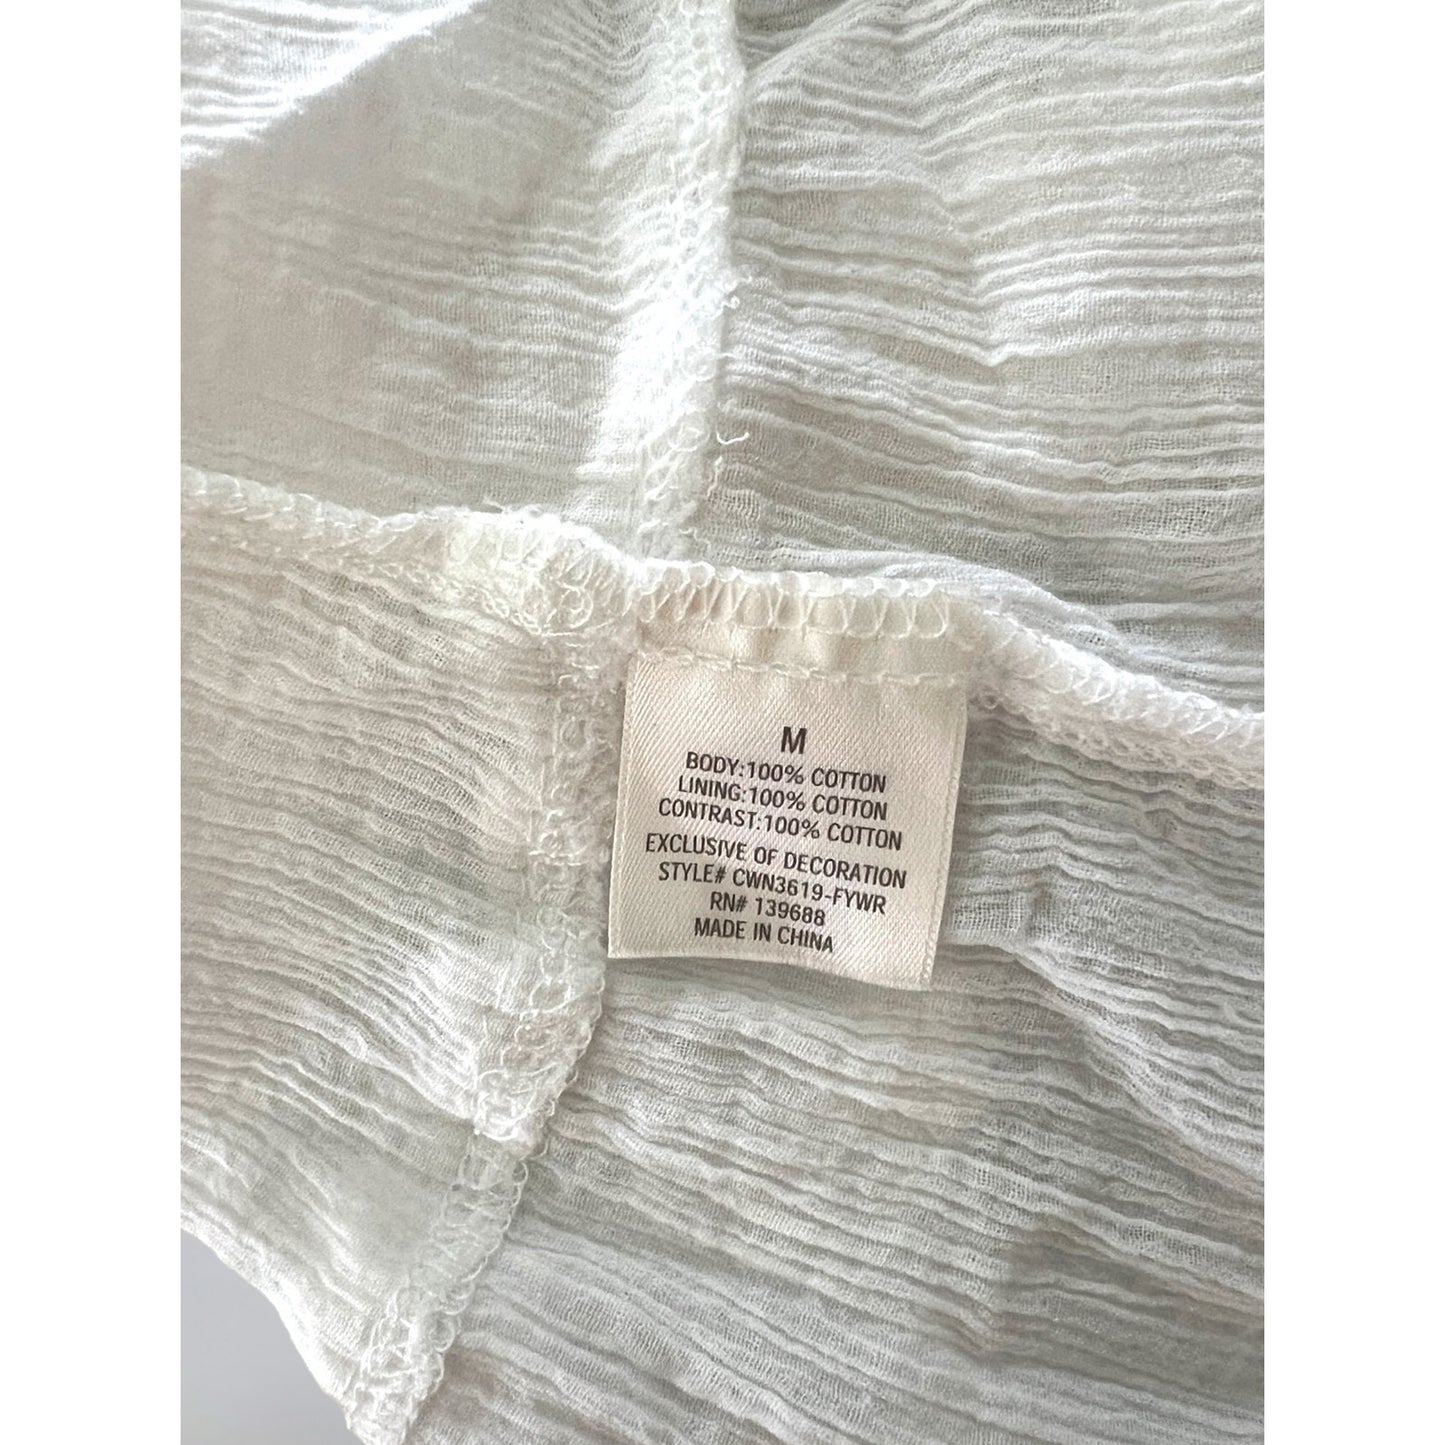 M
BODY:100% COTTON
LINING:100% COTTON
CONTRAST:100% COTTON
EXCLUSIVE OF DECORATION
STYLE# CWN3619-FYWR
RN# 139688
MADE IN CHINA